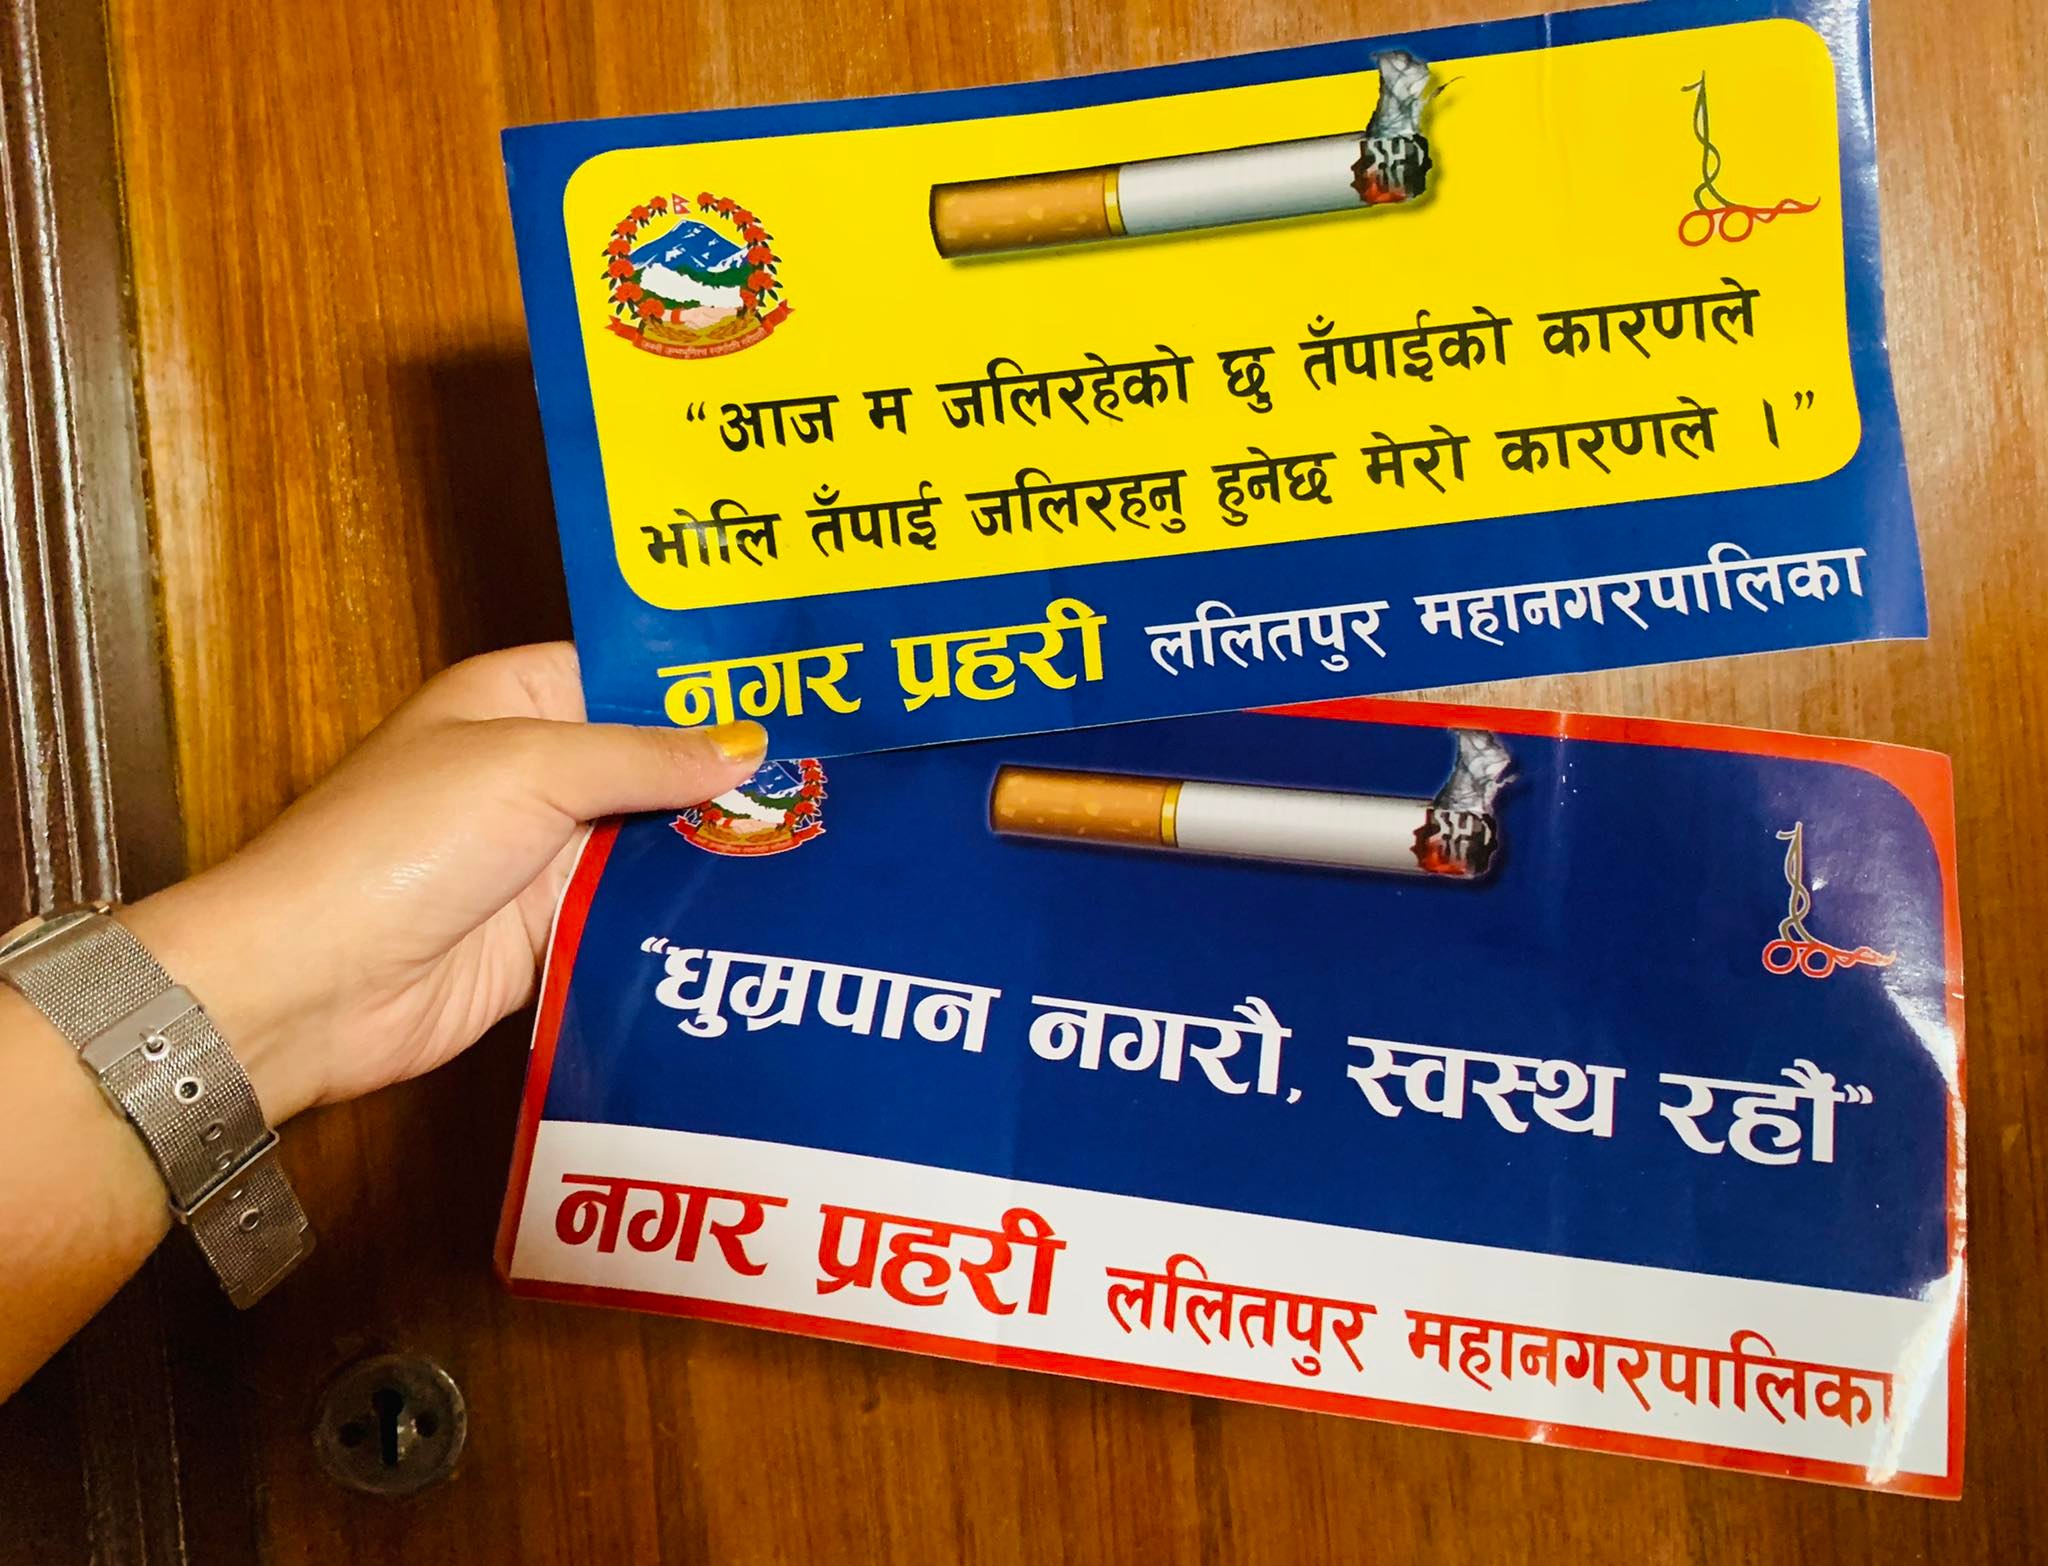 “आज म जलिरहेको छु तँपाईको कारणले
भोलि तँपाई जलिरहनु हुनेछ मेरो कारणले ।”
नगर प्रहरी ललितपुर महानगरपालिका
“धुम्रपान नगरौ, स्वस्थ रहौं”
नगर प्रहरी ललितपुर महानगरपालिका